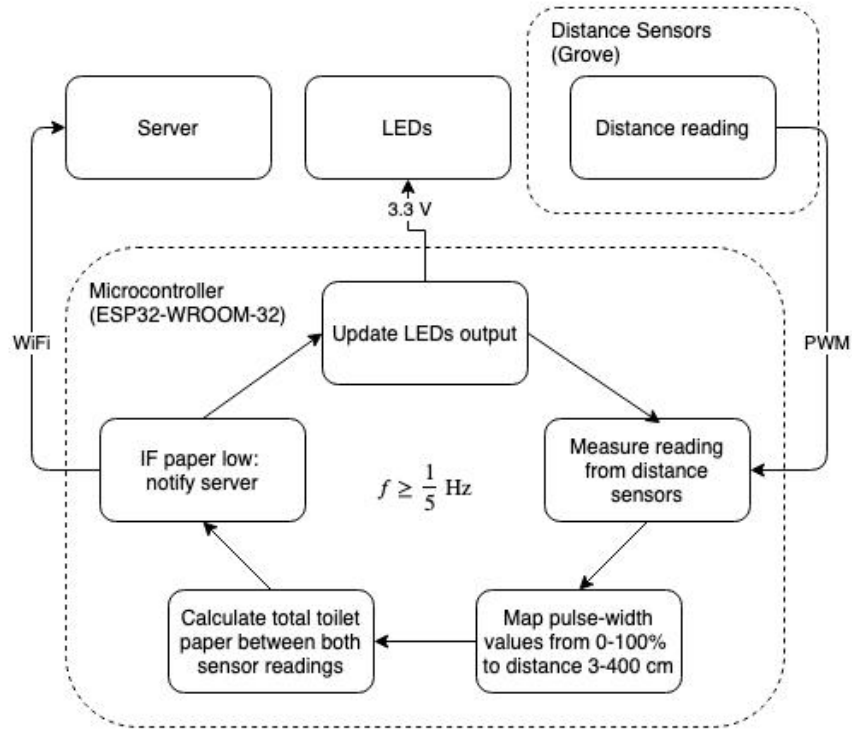 Distance Sensors
(Grove)
Server
LEDs
Distance reading
3.3 V
Microcontroller
(ESP32-WROOM-32)
Update LEDs output
WiFi
PWM
IF paper low:
notify server
f ≥ 1/5 Hz
Measure reading
from distance
sensors
Calculate total toilet
paper between both
sensor readings
Map pulse-width
values from 0-100%
to distance 3-400 cm